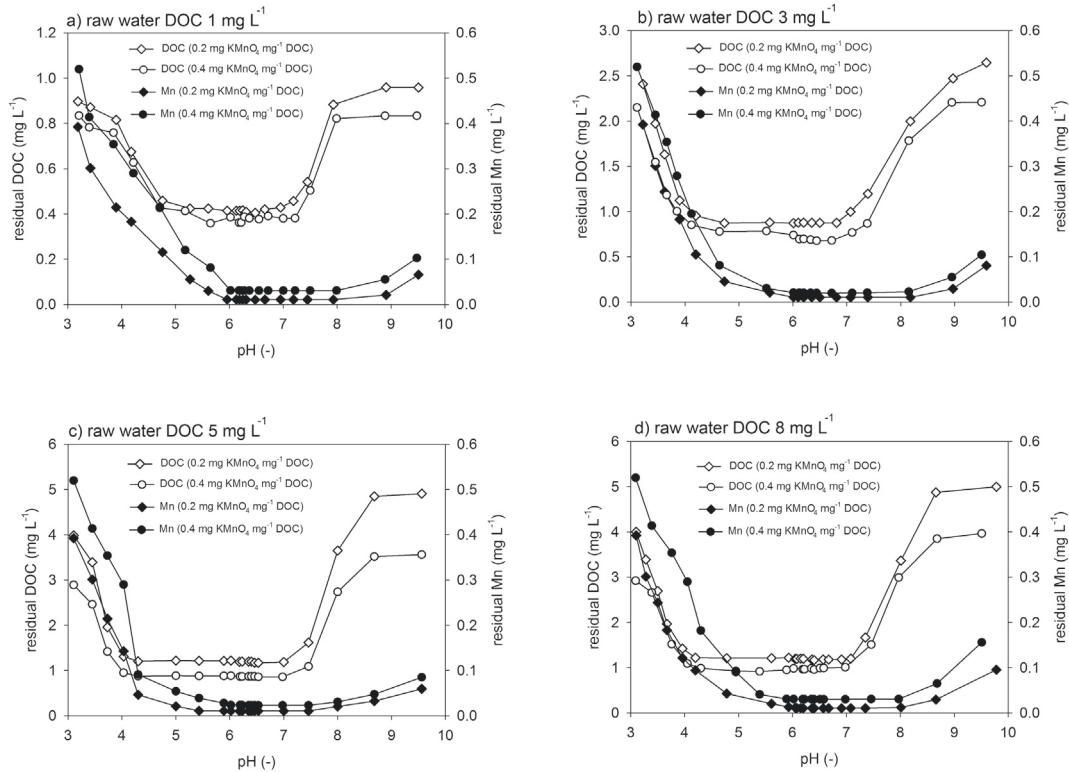 a) raw water DOC 1 mg L⁻¹
1.2
1.0
0.8
0.6
0.4
0.2
0.0
residual DOC (mg L⁻¹)
DOC (0.2 mg KMnO₄ mg⁻¹ DOC)
DOC (0.4 mg KMnO₄ mg⁻¹ DOC)
Mn (0.2 mg KMnO₄ mg⁻¹ DOC)
Mn (0.4 mg KMnO₄ mg⁻¹ DOC)
0.6
0.5
0.4
0.3
0.2
0.1
0.0
residual Mn (mg L⁻¹)
3 4 5 6 7 8 9 10
pH (-)
b) raw water DOC 3 mg L⁻¹
3.0
2.5
2.0
1.5
1.0
0.5
0.0
residual DOC (mg L⁻¹)
DOC (0.2 mg KMnO₄ mg⁻¹ DOC)
DOC (0.4 mg KMnO₄ mg⁻¹ DOC)
Mn (0.2 mg KMnO₄ mg⁻¹ DOC)
Mn (0.4 mg KMnO₄ mg⁻¹ DOC)
0.6
0.5
0.4
0.3
0.2
0.1
0.0
residual Mn (mg L⁻¹)
3 4 5 6 7 8 9 10
pH (-)
c) raw water DOC 5 mg L⁻¹
6
5
4
3
2
1
0
residual DOC (mg L⁻¹)
DOC (0.2 mg KMnO₄ mg⁻¹ DOC)
DOC (0.4 mg KMnO₄ mg⁻¹ DOC)
Mn (0.2 mg KMnO₄ mg⁻¹ DOC)
Mn (0.4 mg KMnO₄ mg⁻¹ DOC)
0.6
0.5
0.4
0.3
0.2
0.1
0.0
residual Mn (mg L⁻¹)
3 4 5 6 7 8 9 10
pH (-)
d) raw water DOC 8 mg L⁻¹
6
5
4
3
2
1
0
residual DOC (mg L⁻¹)
DOC (0.2 mg KMnO₄ mg⁻¹ DOC)
DOC (0.4 mg KMnO₄ mg⁻¹ DOC)
Mn (0.2 mg KMnO₄ mg⁻¹ DOC)
Mn (0.4 mg KMnO₄ mg⁻¹ DOC)
0.6
0.5
0.4
0.3
0.2
0.1
0.0
residual Mn (mg L⁻¹)
3 4 5 6 7 8 9 10
pH (-)